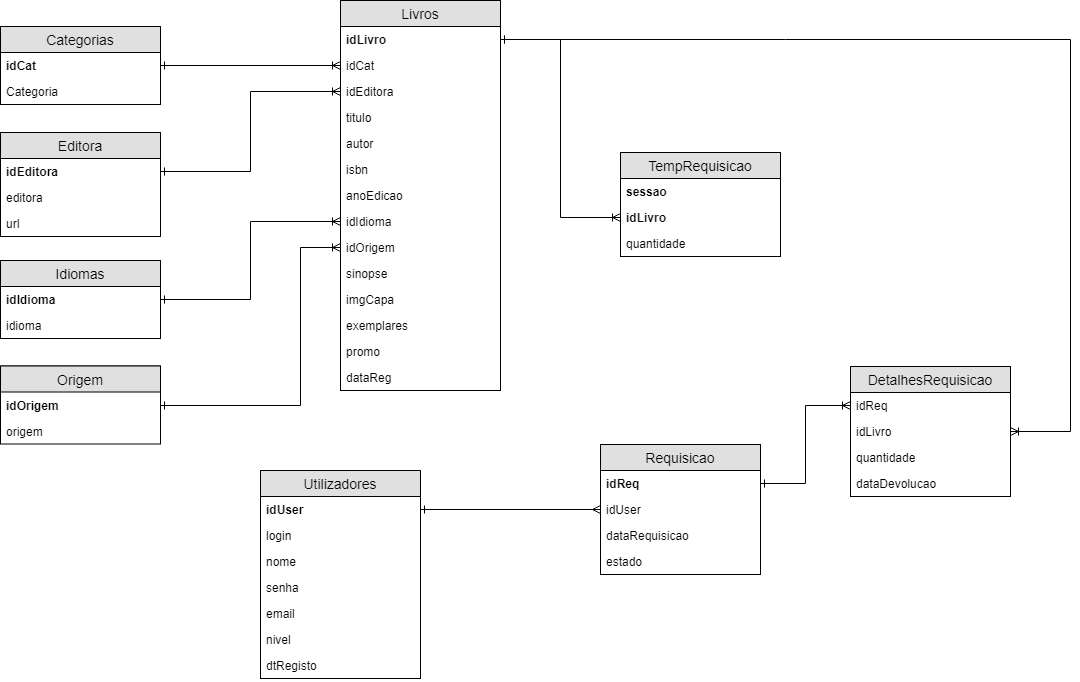 Categorias
idCat
Categoria
Editora
idEditora
editora
url
Idiomas
idIdioma
idioma
Origem
idOrigem
origem
Livros
idLivro
idCat
idEditora
titulo
autor
isbn
anoEdicao
idIdioma
idOrigem
sinopse
imgCapa
exemplares
promo
dataReg
TempRequisicao
sessao
idLivro
quantidade
DetalhesRequisicao
idReq
idLivro
quantidade
dataDevolucao
Requisicao
idReq
idUser
dataRequisicao
estado
Utilizadores
idUser
login
nome
senha
email
nivel
dtRegisto